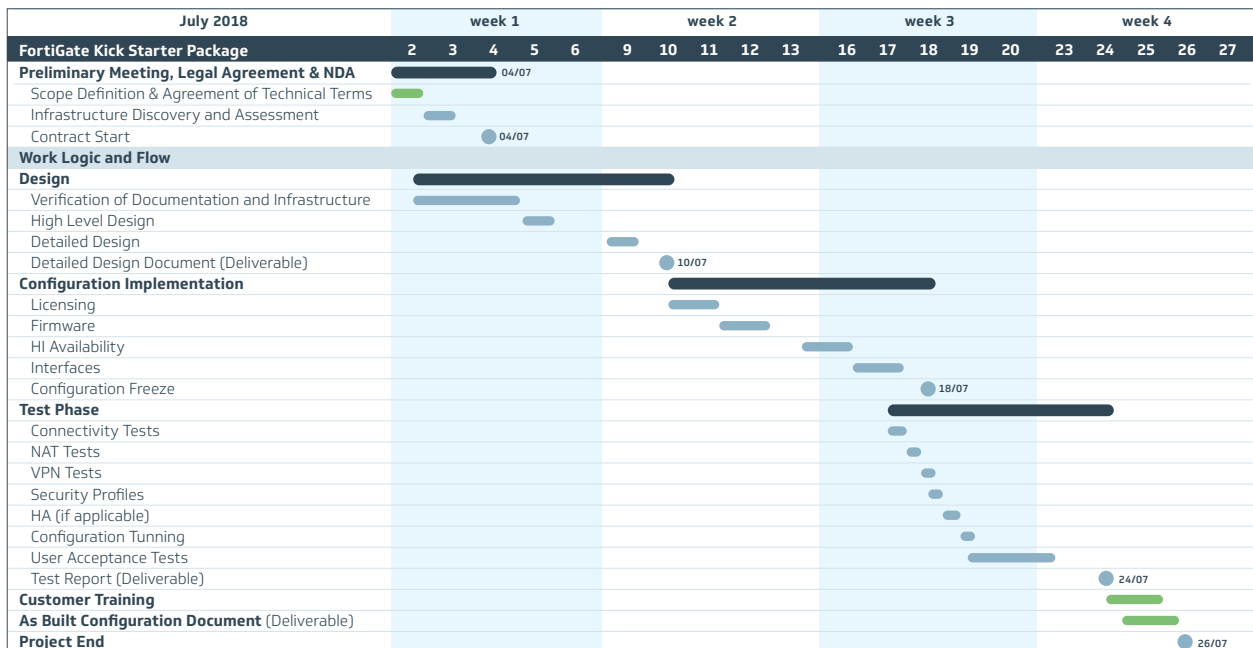 July 2018 week 1 week 2 week 3 week 4
FortiGate Kick Starter Package 2 3 4 5 6 9 10 11 12 13 16 17 18 19 20 23 24 25 26 27
Preliminary Meeting, Legal Agreement & NDA 04/07
Scope Definition & Agreement of Technical Terms
Infrastructure Discovery and Assessment
Contract Start 04/07
Work Logic and Flow
Design
Verification of Documentation and Infrastructure
High Level Design
Detailed Design
Detailed Design Document (Deliverable) 10/07
Configuration Implementation
Licensing
Firmware
HI Availability
Interfaces
Configuration Freeze 18/07
Test Phase
Connectivity Tests
NAT Tests
VPN Tests
Security Profiles
HA (if applicable)
Configuration Tunning
User Acceptance Tests
Test Report (Deliverable) 24/07
Customer Training
As Built Configuration Document (Deliverable)
Project End 26/07